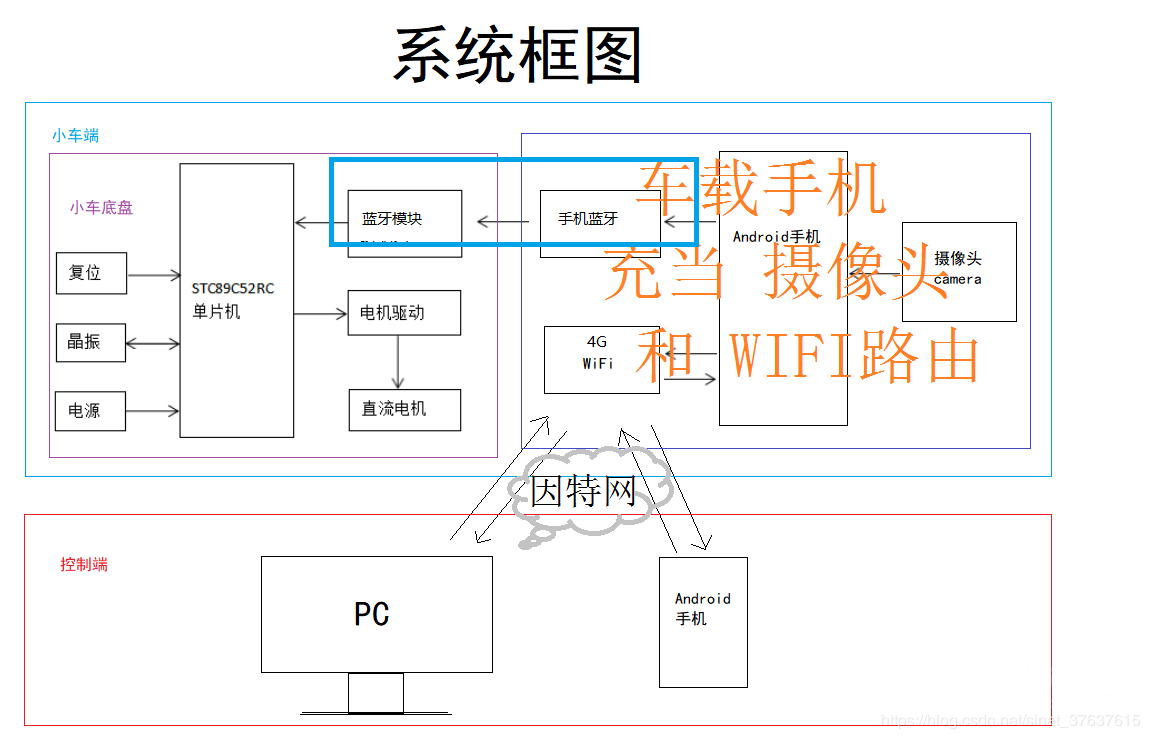 系统框图
小车端
小车底盘
复位
晶振
电源
STC89C52RC
单片机
蓝牙模块
电机驱动
直流电机
手机蓝牙
4G
WiFi
Android手机
摄像头
camera
车载手机
充当 摄像头
和 WIFI路由
因特网
控制端
PC
Android
手机
https://blog.csdn.net/sinat_37637615